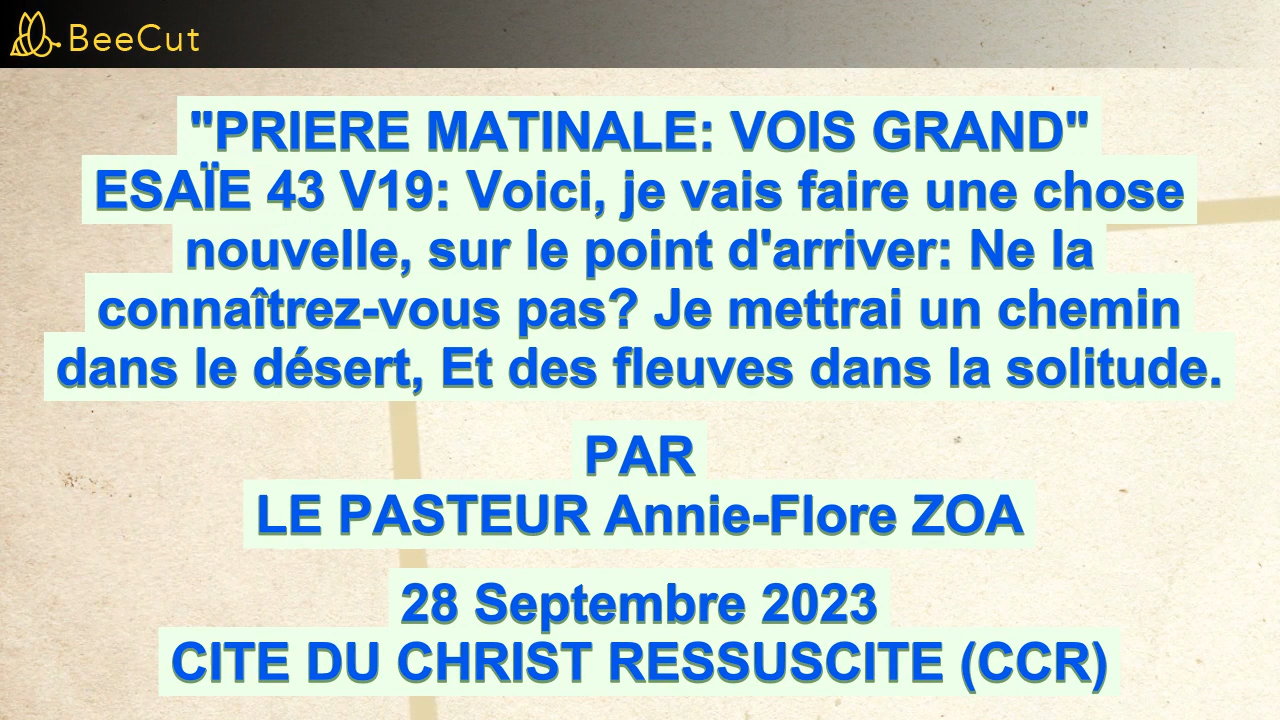 BeeCut
"PRIERE MATINALE: VOIS GRAND"
ESAÏE 43 V19: Voici, je vais faire une chose
nouvelle, sur le point d'arriver: Ne la
connaîtrez-vous pas? Je mettrai un chemin
dans le désert, Et des fleuves dans la solitude.
PAR
LE PASTEUR Annie-Flore ZOA
28 Septembre 2023
CITE DU CHRIST RESSUSCITE (CCR)